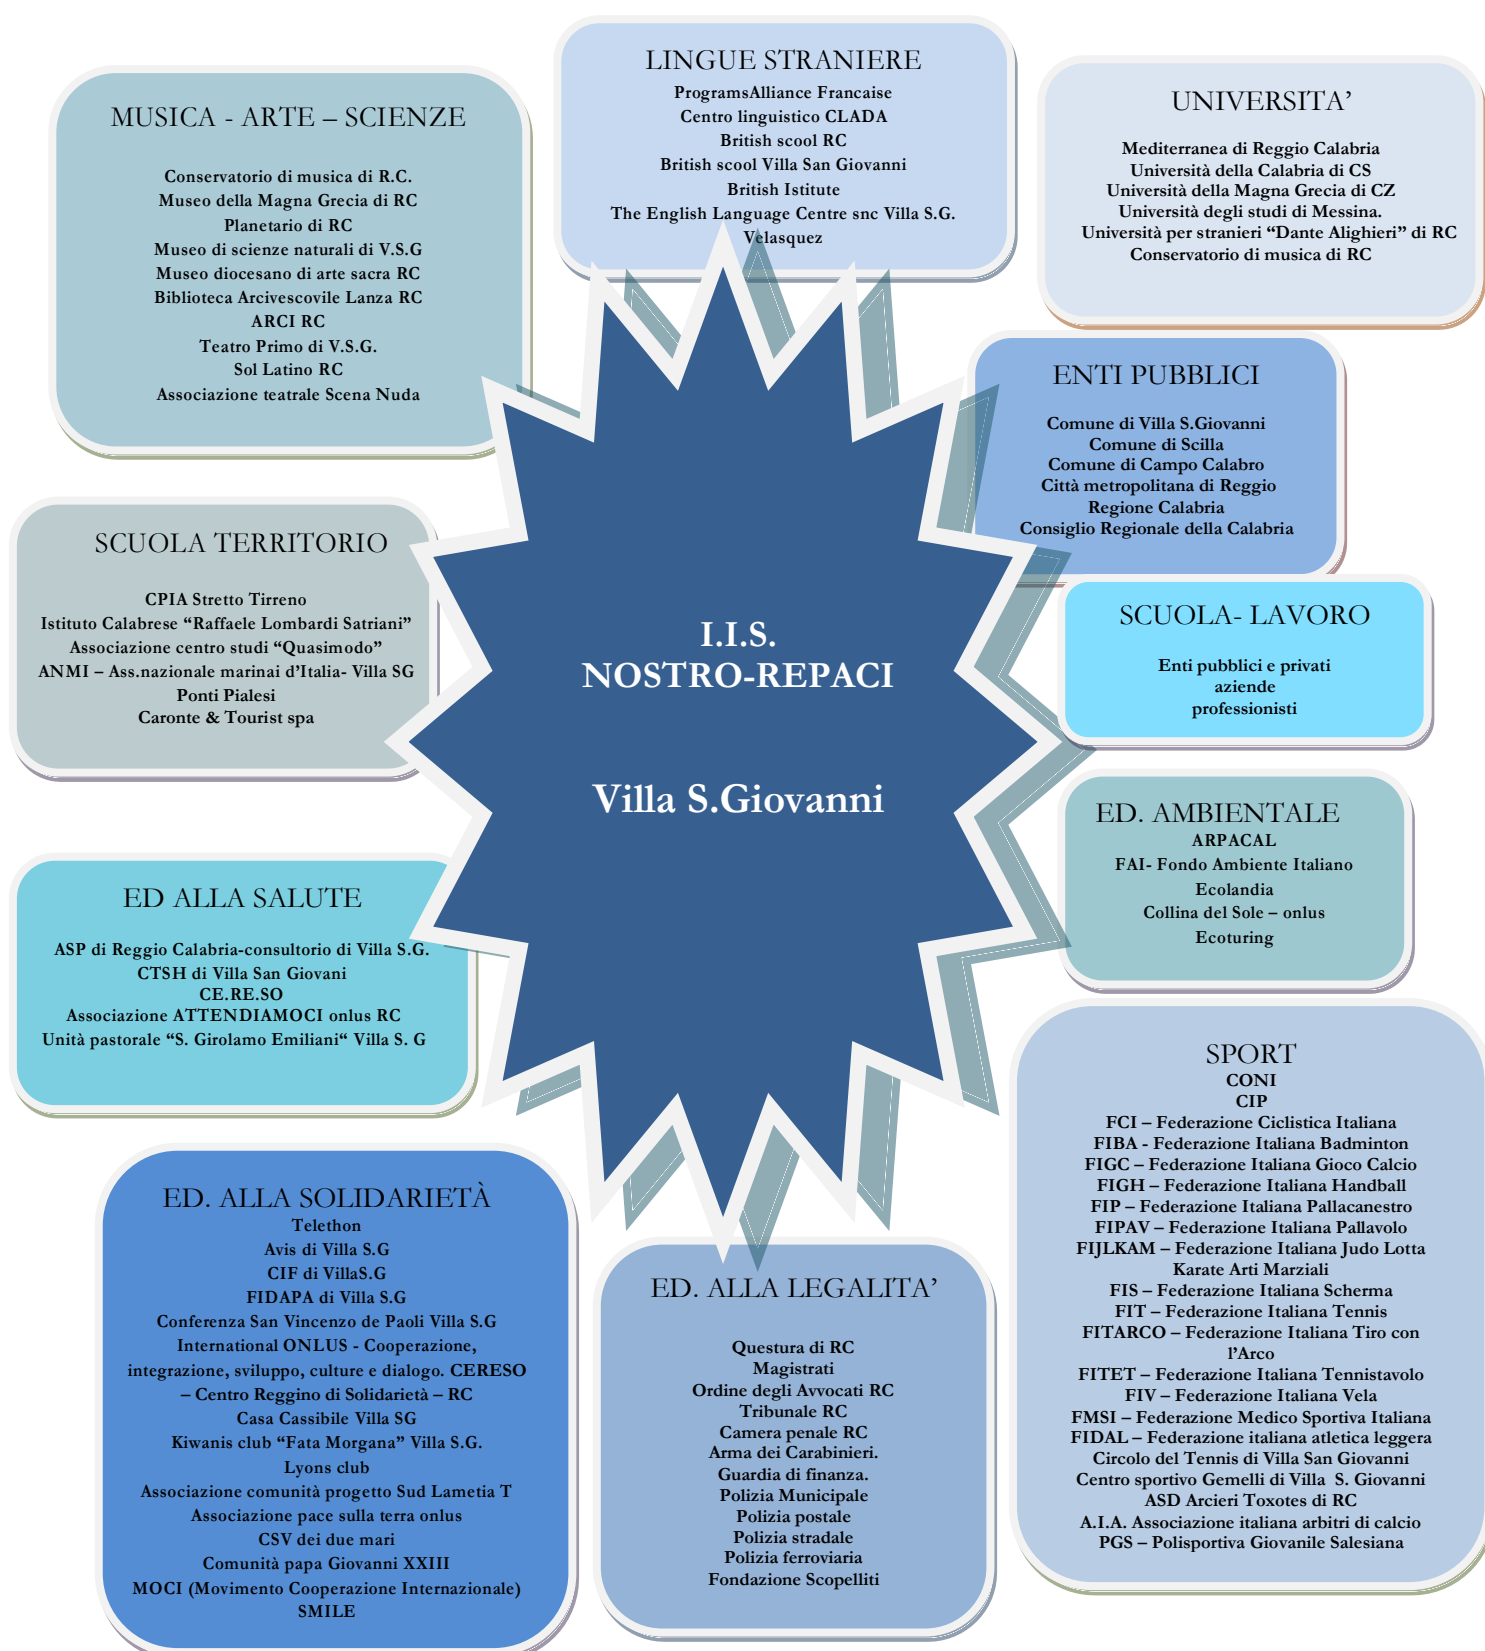 LINGUE STRANIERE
ProgramsAlliance Francaise
Centro linguistico CLADA
British scool RC
British scool Villa San Giovanni
British Istitute
The English Language Centre snc Villa S.G.
Velasquez
MUSICA - ARTE – SCIENZE
Conservatorio di musica di R.C.
Museo della Magna Grecia di RC
Planetario di RC
Museo di scienze naturali di V.S.G
Museo diocesano di arte sacra RC
Biblioteca Arcivescovile Lanza RC
ARCI RC
Teatro Primo di V.S.G.
Sol Latino RC
Associazione teatrale Scena Nuda
UNIVERSITA’
Mediterranea di Reggio Calabria
Università della Calabria di CS
Università della Magna Grecia di CZ
Università degli studi di Messina.
Università per stranieri “Dante Alighieri” di RC
Conservatorio di musica di RC
ENTI PUBBLICI
Comune di Villa S.Giovanni
Comune di Scilla
Comune di Campo Calabro
Città metropolitana di Reggio
Regione Calabria
Consiglio Regionale della Calabria
SCUOLA TERRITORIO
CPIA Stretto Tirreno
Istituto Calabrese “Raffaele Lombardi Satriani”
Associazione centro studi “Quasimodo”
ANMI – Ass.nazionale marinai d’Italia- Villa SG
Ponti Pialesi
Caronte & Tourist spa
I.I.S.
NOSTRO-REPACI
Villa S.Giovanni
SCUOLA- LAVORO
Enti pubblici e privati
aziende
professionisti
ED. AMBIENTALE
ARPACAL
FAI- Fondo Ambiente Italiano
Ecolandia
Collina del Sole – onlus
Ecoturing
ED ALLA SALUTE
ASP di Reggio Calabria-consultorio di Villa S.G.
CTSH di Villa San Giovani
CE.RE.SO
Associazione ATTENDIAMOCI onlus RC
Unità pastorale “S. Girolamo Emiliani“ Villa S. G
SPORT
CONI
CIP
FCI – Federazione Ciclistica Italiana
FIBA - Federazione Italiana Badminton
FIGC – Federazione Italiana Gioco Calcio
FIGH – Federazione Italiana Handball
FIP – Federazione Italiana Pallacanestro
FIPAV – Federazione Italiana Pallavolo
FIJLKAM – Federazione Italiana Judo Lotta
Karate Arti Marziali
FIS – Federazione Italiana Scherma
FIT – Federazione Italiana Tennis
FITARCO – Federazione Italiana Tiro con
l’Arco
FITET – Federazione Italiana Tennistavolo
FIV – Federazione Italiana Vela
FMSI – Federazione Medico Sportiva Italiana
FIDAL – Federazione italiana atletica leggera
Circolo del Tennis di Villa San Giovanni
Centro sportivo Gemelli di Villa S. Giovanni
ASD Arcieri Toxotes di RC
A.I.A. Associazione italiana arbitri di calcio
PGS – Polisportiva Giovanile Salesiana
ED. ALLA SOLIDARIETÀ
Telethon
Avis di Villa S.G
CIF di VillaS.G
FIDAPA di Villa S.G
Conferenza San Vincenzo de Paoli Villa S.G
International ONLUS - Cooperazione,
integrazione, sviluppo, culture e dialogo. CERESO
– Centro Reggino di Solidarietà – RC
Casa Cassibile Villa SG
Kiwanis club “Fata Morgana” Villa S.G.
Lyons club
Associazione comunità progetto Sud Lametia T
Associazione pace sulla terra onlus
CSV dei due mari
Comunità papa Giovanni XXIII
MOCI (Movimento Cooperazione Internazionale)
SMILE
ED. ALLA LEGALITA’
Questura di RC
Magistrati
Ordine degli Avvocati RC
Tribunale RC
Camera penale RC
Arma dei Carabinieri.
Guardia di finanza.
Polizia Municipale
Polizia postale
Polizia stradale
Polizia ferroviaria
Fondazione Scopelliti